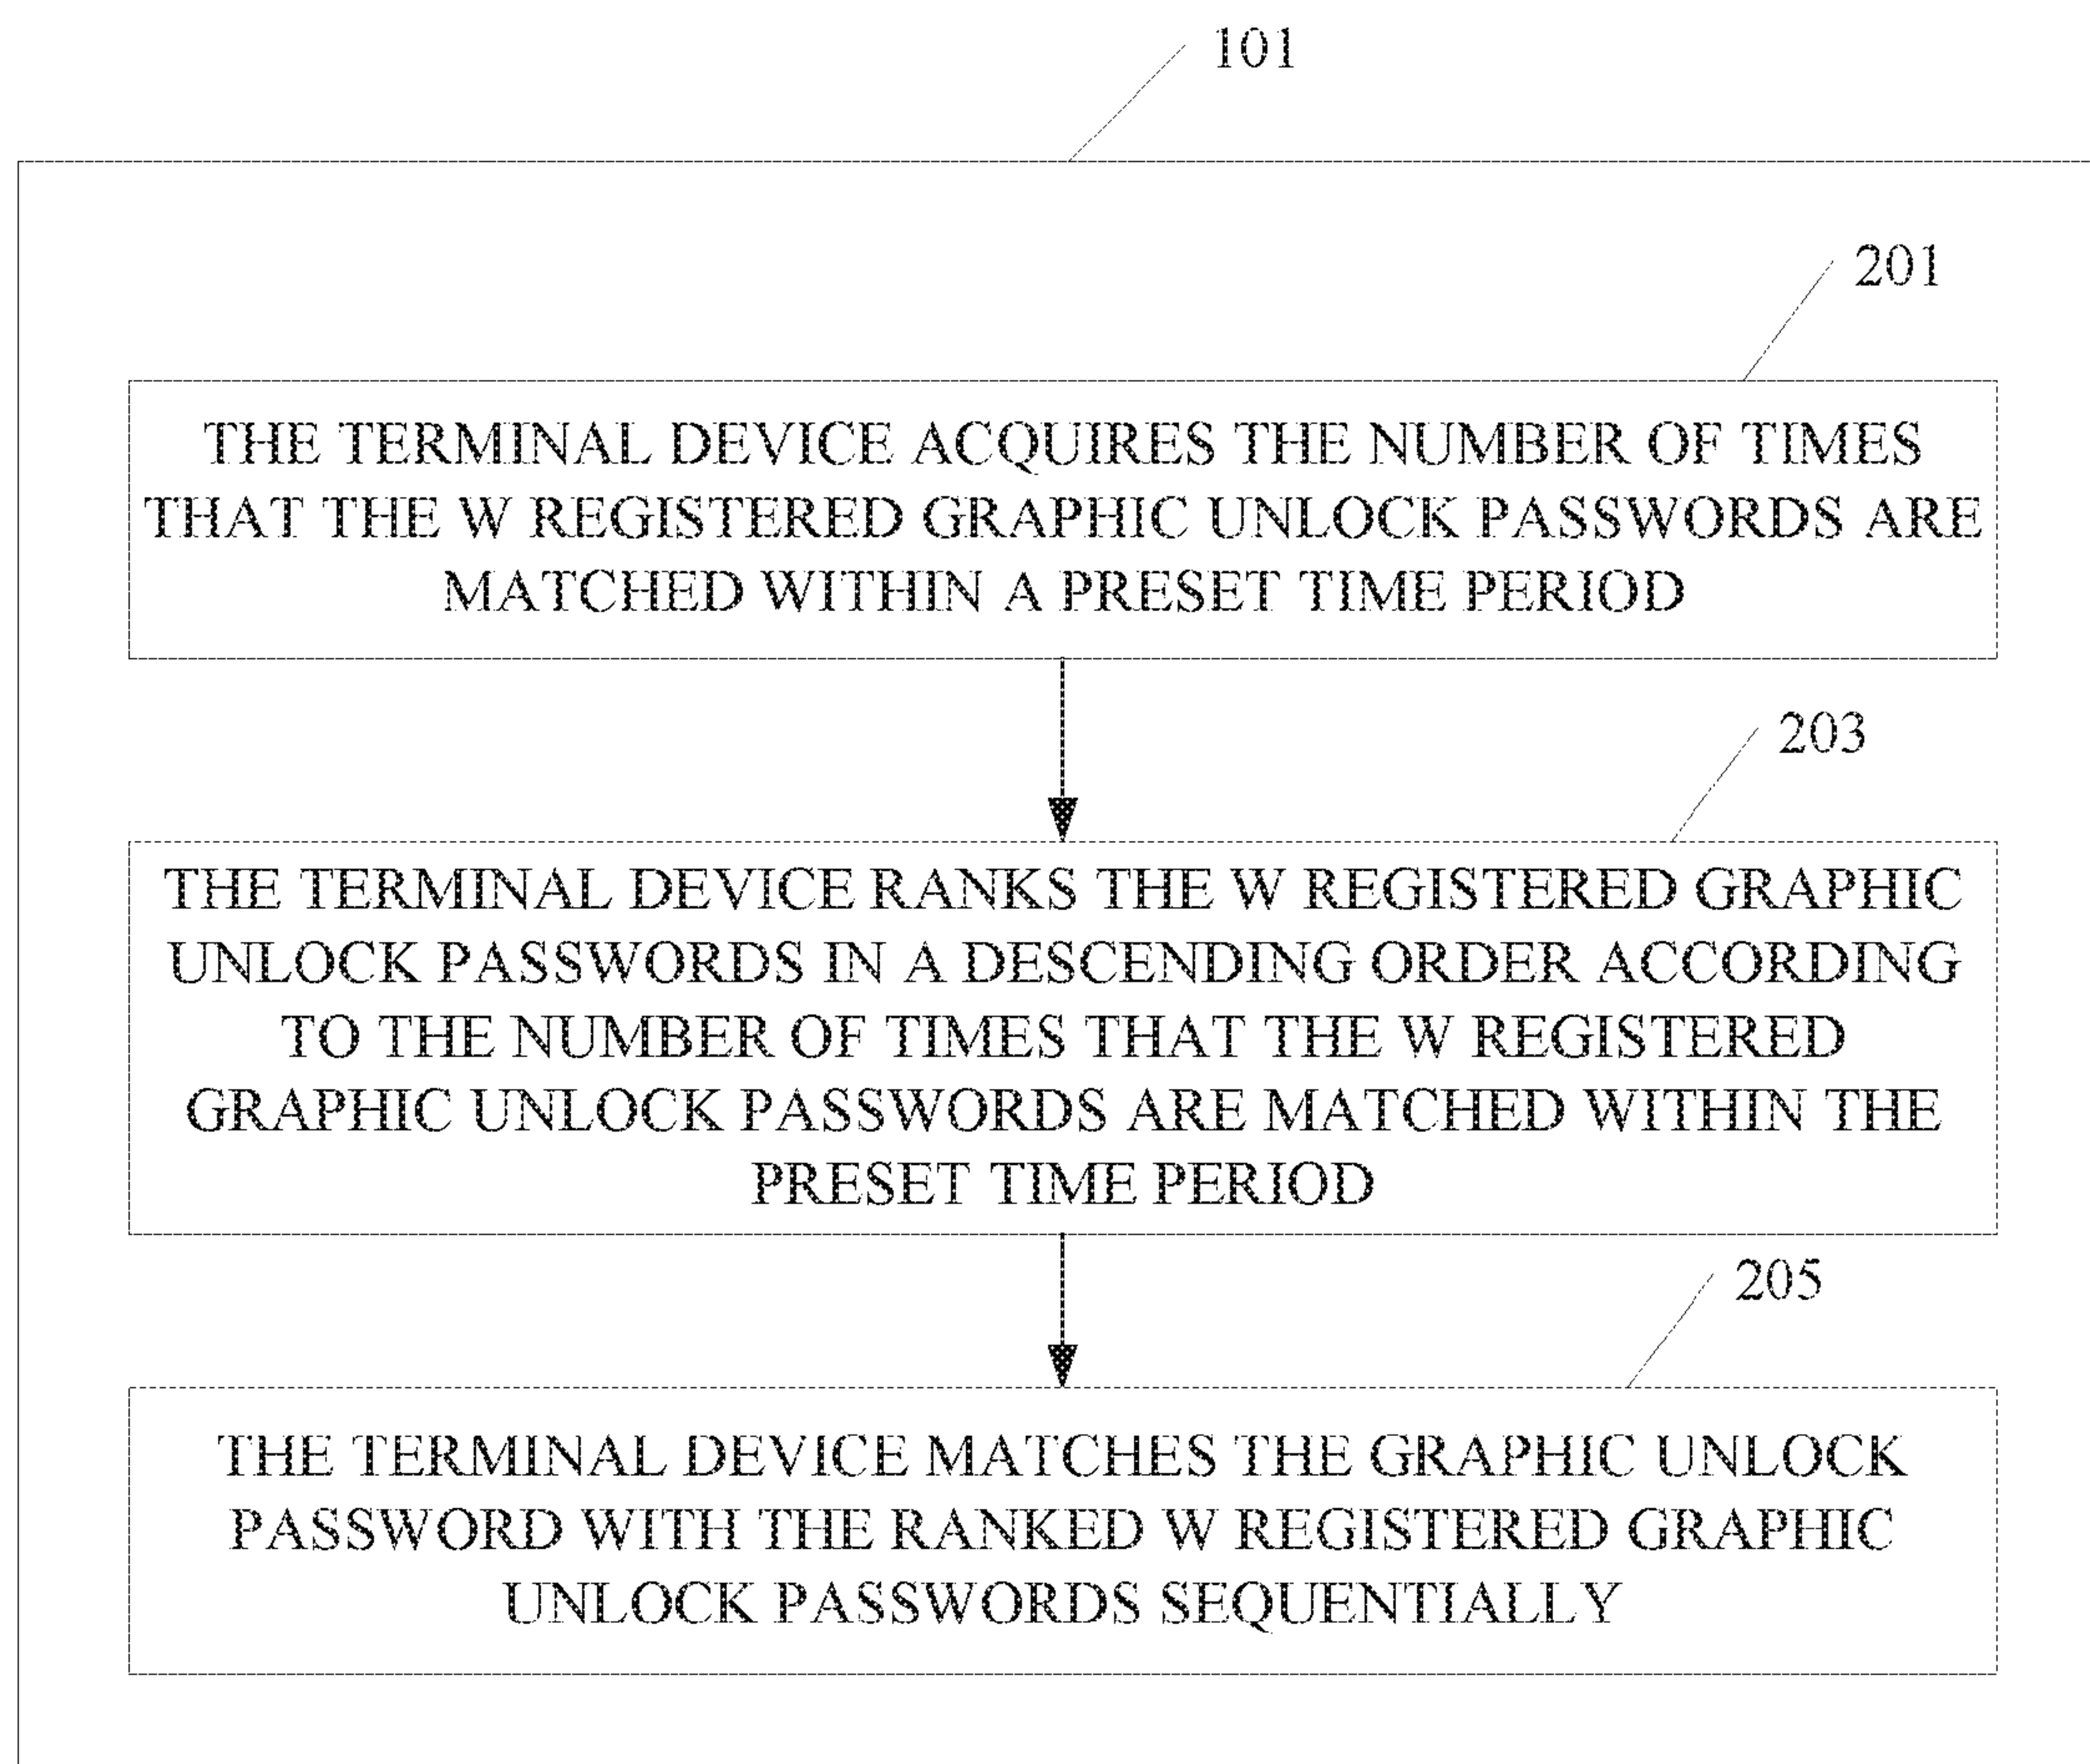 101
201
THE TERMINAL DEVICE ACQUIRES THE NUMBER OF TIMES
THAT THE W REGISTERED GRAPHIC UNLOCK PASSWORDS ARE
MATCHED WITHIN A PRESET TIME PERIOD
203
THE TERMINAL DEVICE RANKS THE W REGISTERED GRAPHIC
UNLOCK PASSWORDS IN A DESCENDING ORDER ACCORDING
TO THE NUMBER OF TIMES THAT THE W REGISTERED
GRAPHIC UNLOCK PASSWORDS ARE MATCHED WITHIN THE
PRESET TIME PERIOD
205
THE TERMINAL DEVICE MATCHES THE GRAPHIC UNLOCK
PASSWORD WITH THE RANKED W REGISTERED GRAPHIC
UNLOCK PASSWORDS SEQUENTIALLY